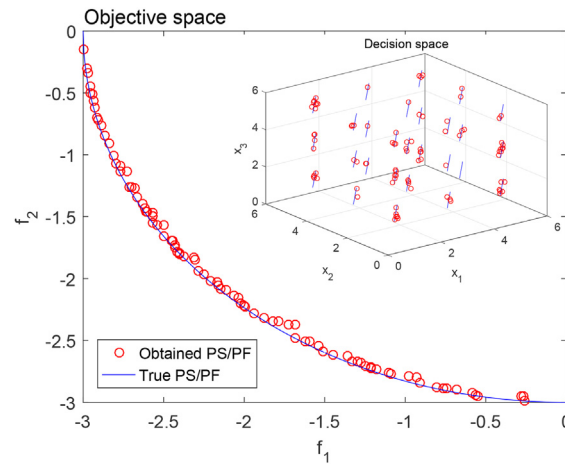 Objective space
Decision space
0
-0.5
-1
-1.5
-2
-2.5
-3
f2
6
4
2
0
x3
6
4
2
0
x2
0
2
4
6
x1
Obtained PS/PF
True PS/PF
-3
-2.5
-2
-1.5
-1
-0.5
0
f1